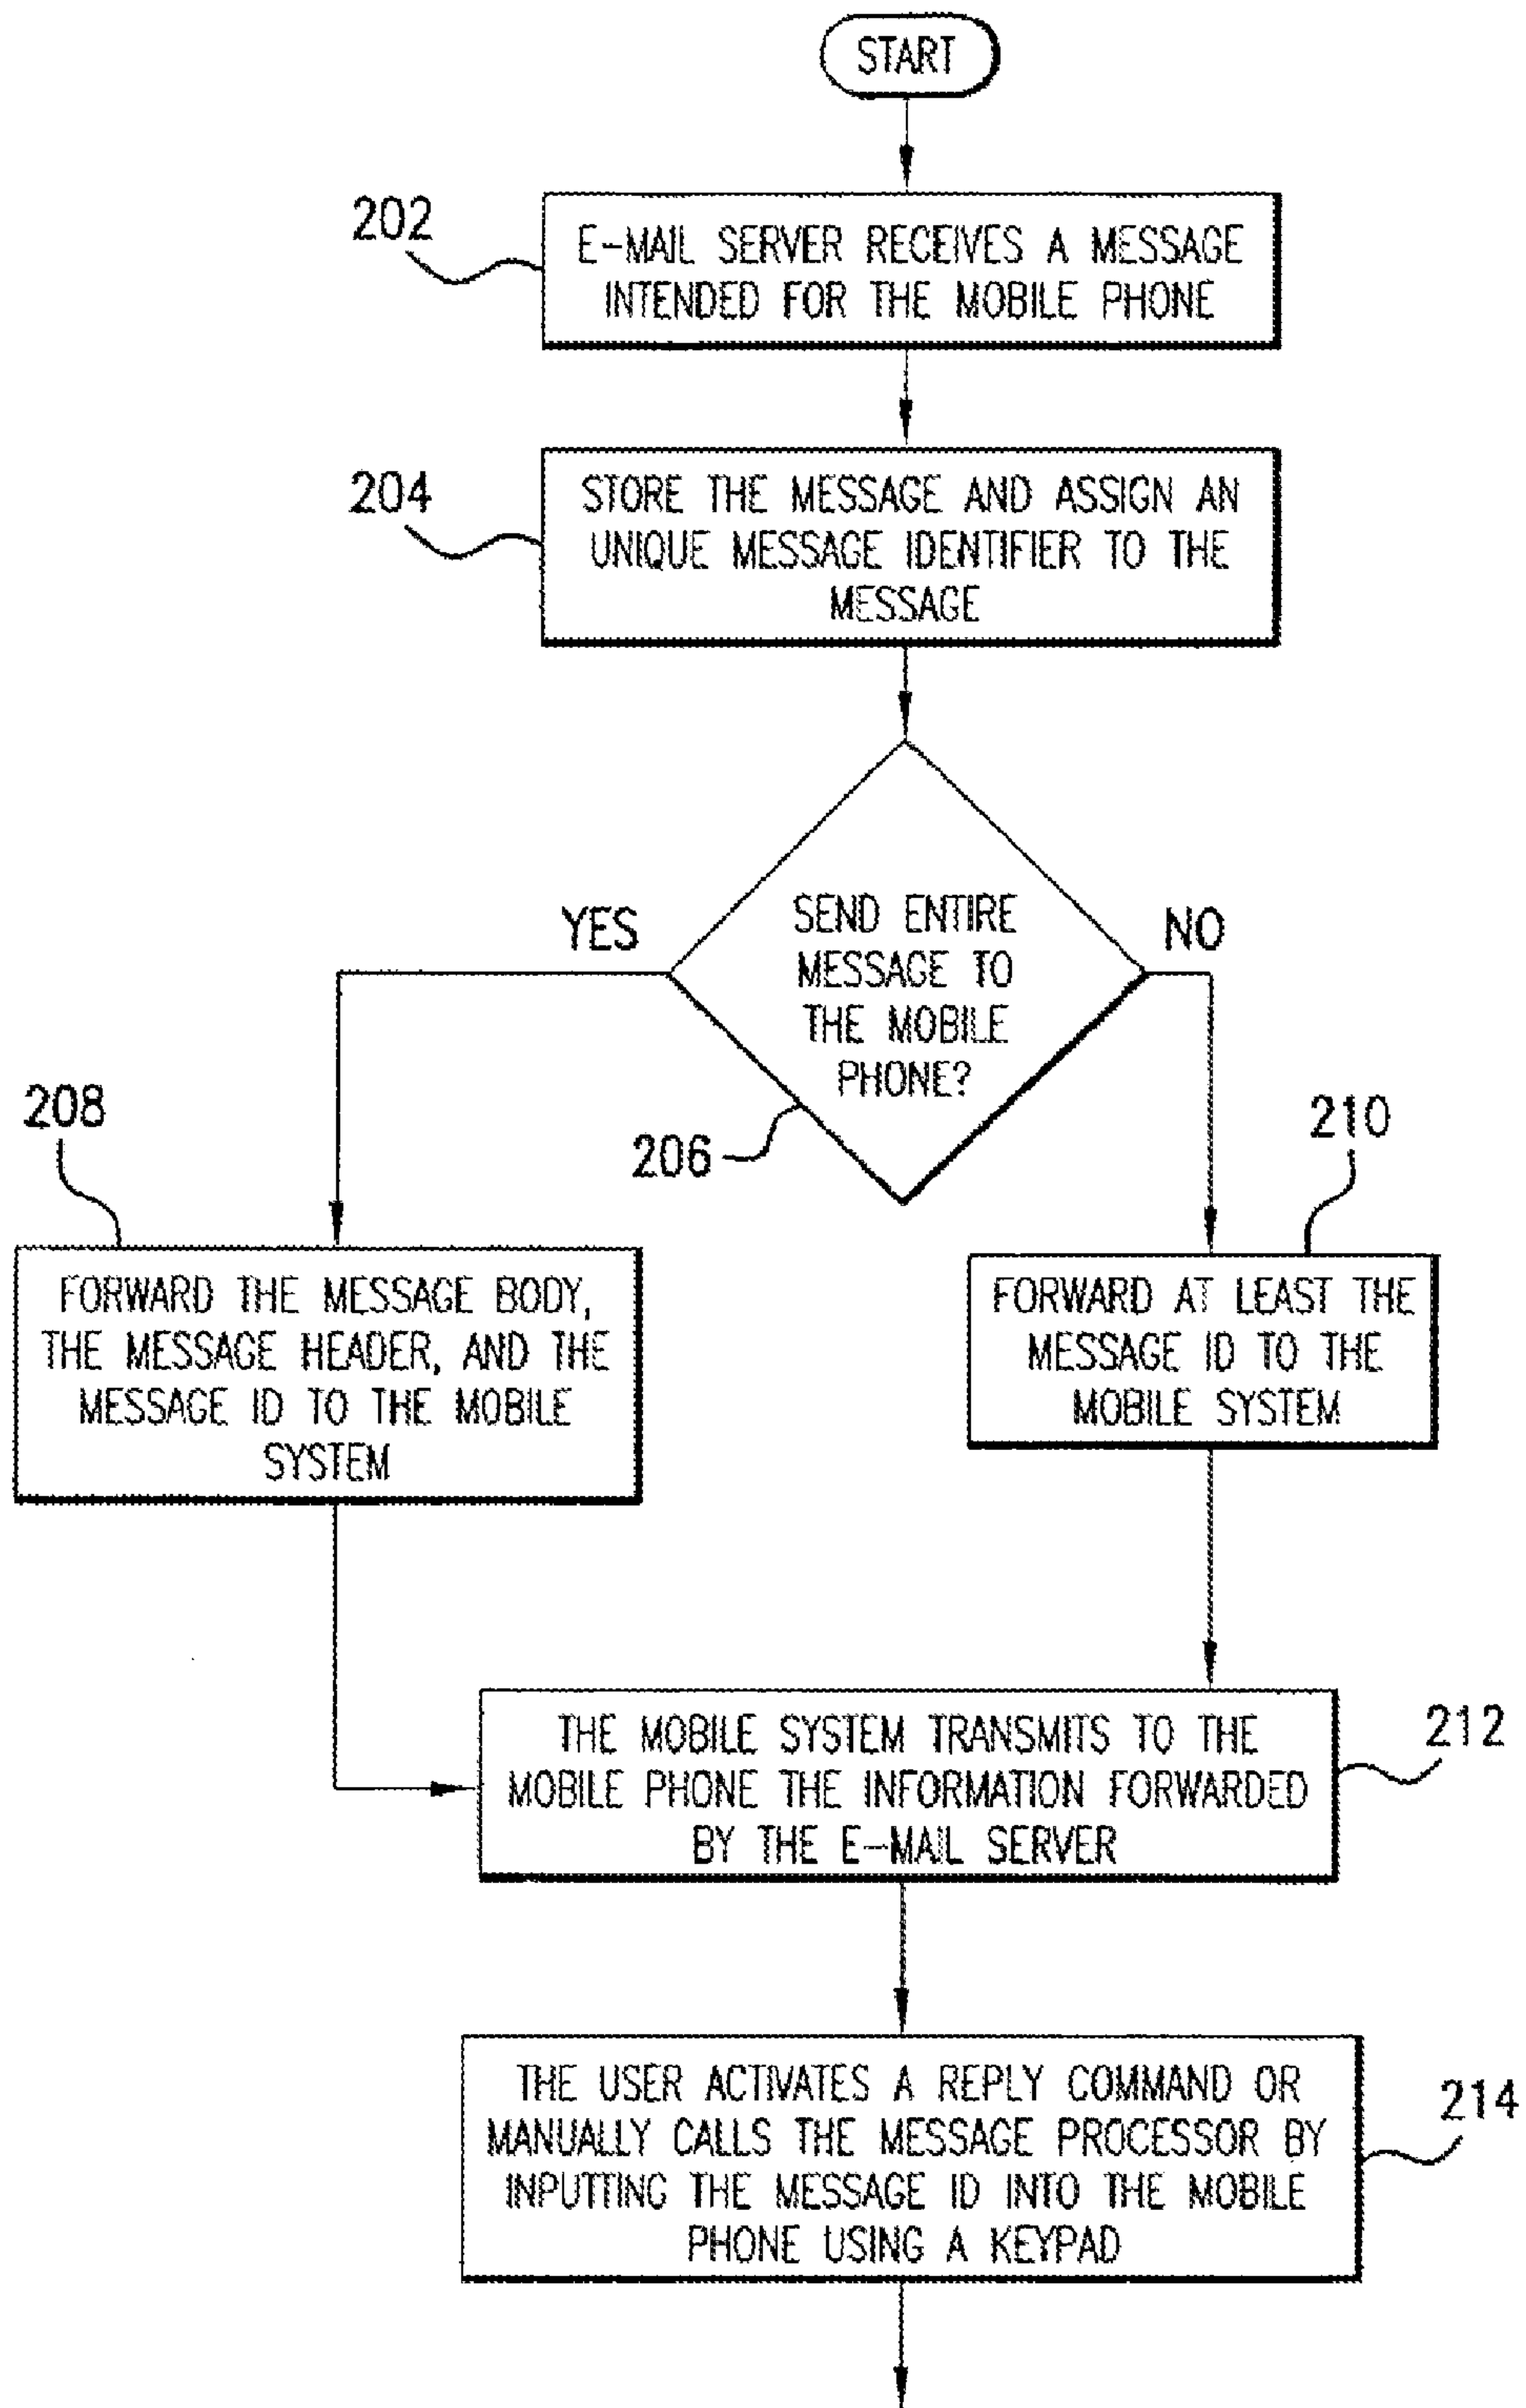 START
202
E-MAIL SERVER RECEIVES A MESSAGE
INTENDED FOR THE MOBILE PHONE
204
STORE THE MESSAGE AND ASSIGN AN
UNIQUE MESSAGE IDENTIFIER TO THE
MESSAGE
YES
SEND ENTIRE
MESSAGE TO
THE MOBILE
PHONE?
NO
206
208
FORWARD THE MESSAGE BODY,
THE MESSAGE HEADER, AND THE
MESSAGE ID TO THE MOBILE
SYSTEM
210
FORWARD AT LEAST THE
MESSAGE ID TO THE
MOBILE SYSTEM
THE MOBILE SYSTEM TRANSMITS TO THE
MOBILE PHONE THE INFORMATION FORWARDED
BY THE E-MAIL SERVER
212
THE USER ACTIVATES A REPLY COMMAND OR
MANUALLY CALLS THE MESSAGE PROCESSOR BY
INPUTTING THE MESSAGE ID INTO THE MOBILE
PHONE USING A KEYPAD
214